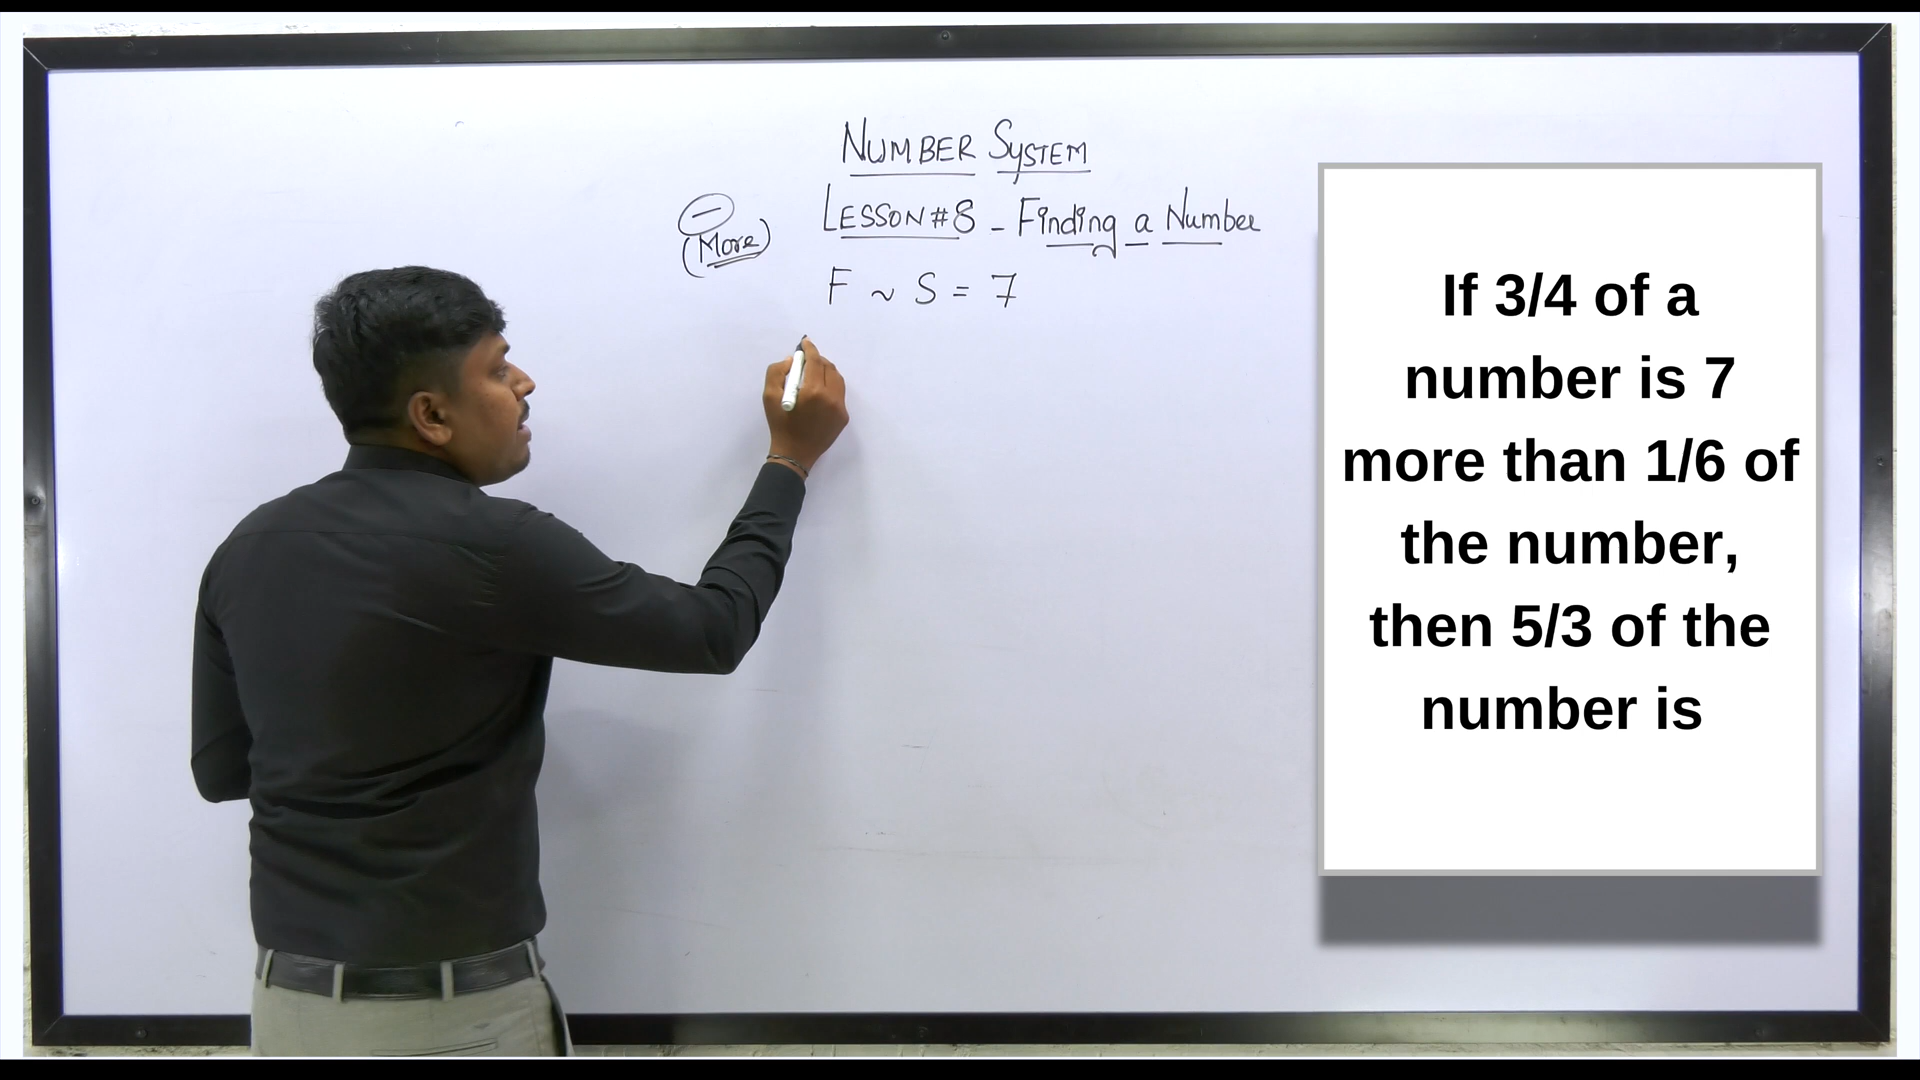 NUMBER SYSTEM
LESSON #8 - Finding a Number
−
(More)
F ~ S = 7
If 3/4 of a
number is 7
more than 1/6 of
the number,
then 5/3 of the
number is